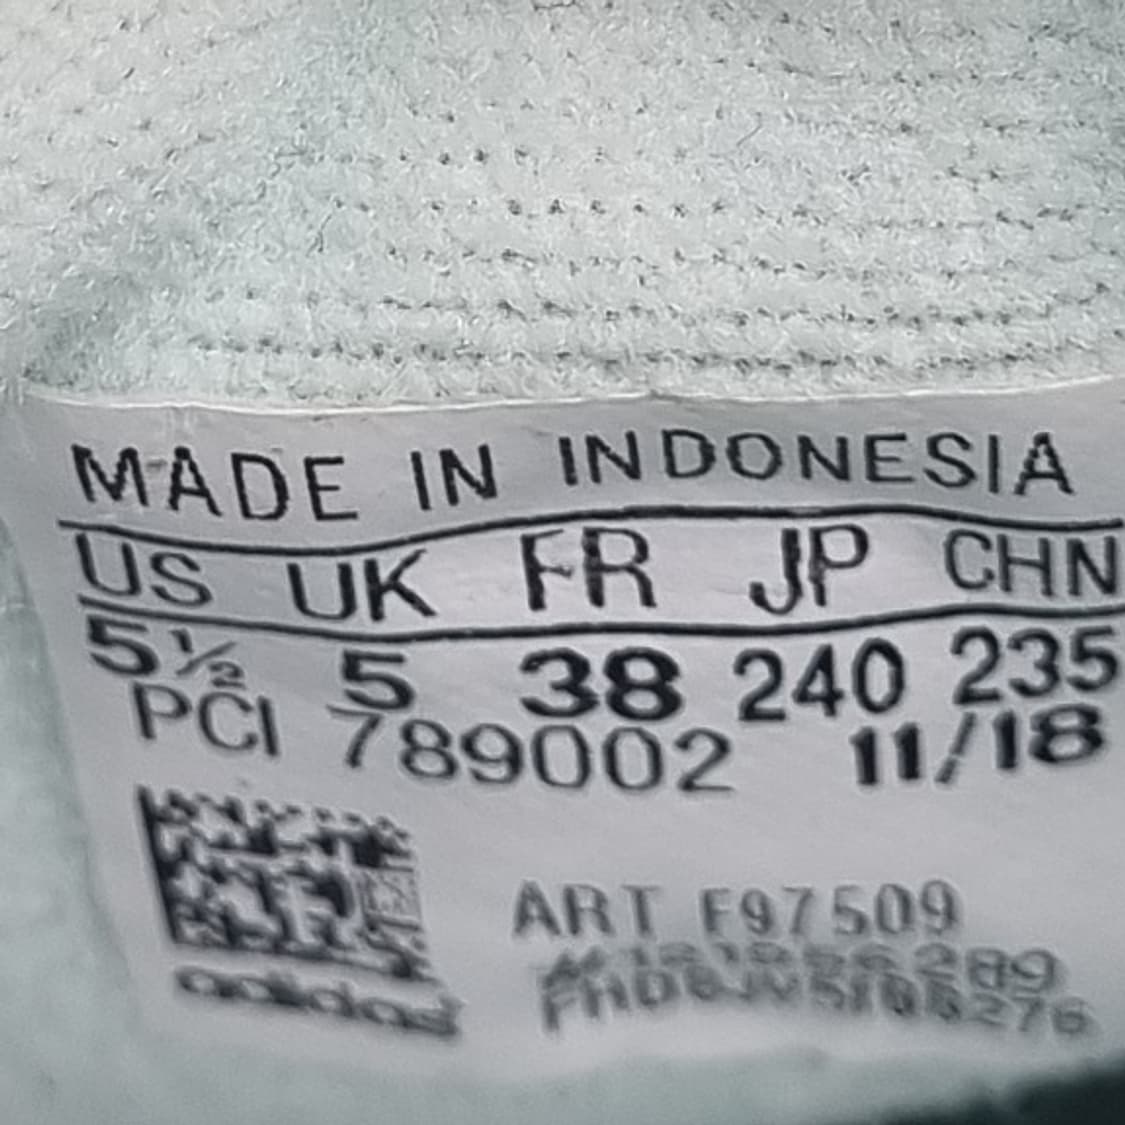 MADE IN INDONESIA
US UK FR JP CHN
5½ 5 38 240 235
PCI 789002 11/18
ART F97509
adidas